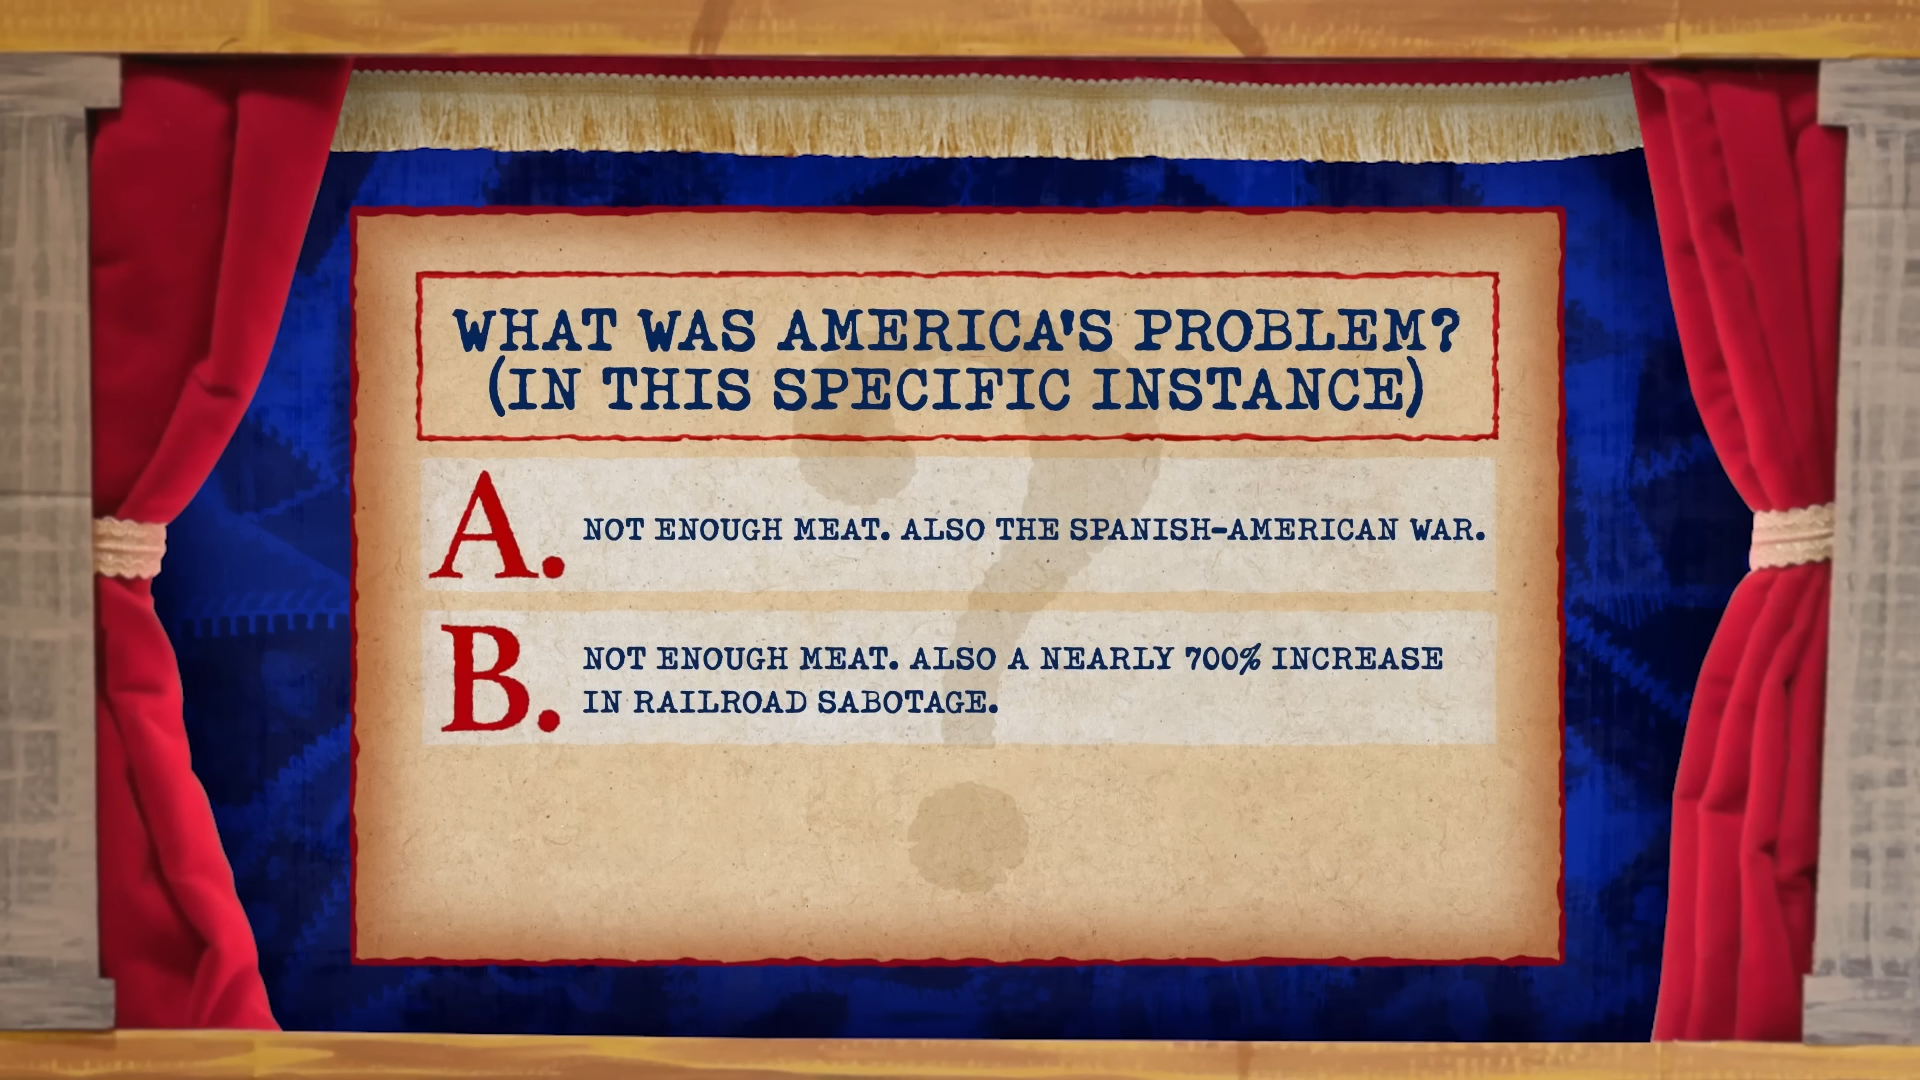 WHAT WAS AMERICA'S PROBLEM?
(IN THIS SPECIFIC INSTANCE)
A. NOT ENOUGH MEAT. ALSO THE SPANISH-AMERICAN WAR.
B. NOT ENOUGH MEAT. ALSO A NEARLY 700% INCREASE
IN RAILROAD SABOTAGE.